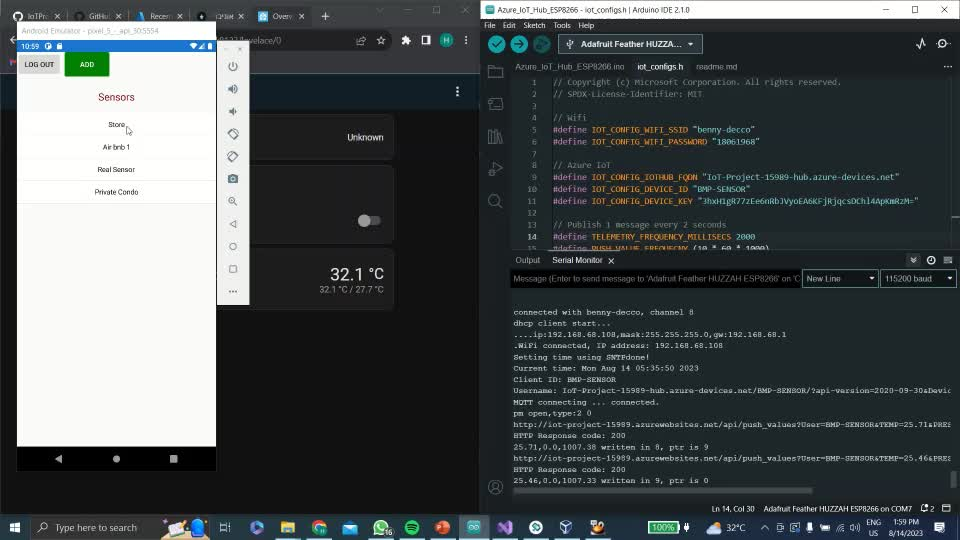 IoTPro
GitHub
Recen
Overv
Android Emulator - pixel_5_-_api_30:5554
8123/lovelace/0
10:59
LOG OUT
ADD
Sensors
Store
Air bnb 1
Real Sensor
Private Condo
Unknown
32.1 °C
32.1 °C / 27.7 °C
H
Azure_IoT_Hub_ESP8266 - iot_configs.h | Arduino IDE 2.1.0
File Edit Sketch Tools Help
Adafruit Feather HUZZA...
Azure_IoT_Hub_ESP8266.ino iot_configs.h readme.md
1 // Copyright (c) Microsoft Corporation. All rights reserved.
2 // SPDX-License-Identifier: MIT
3
4 // Wifi
5 #define IOT_CONFIG_WIFI_SSID "benny-decco"
6 #define IOT_CONFIG_WIFI_PASSWORD "18061968"
7
8 // Azure IoT
9 #define IOT_CONFIG_IOTHUB_FQDN "IoT-Project-15989-hub.azure-devices.net"
10 #define IOT_CONFIG_DEVICE_ID "BMP-SENSOR"
11 #define IOT_CONFIG_DEVICE_KEY "3hxH1gR77zEe6nRbJVyoEA6KFjRjqcsDChl4ApKmRzM="
12
13 // Publish 1 message every 2 seconds
14 #define TELEMETRY_FREQUENCY_MILLISECS 2000
15 #define PUSH_VALUE_FREQUECNY (10 * 60 * 1000)
Output Serial Monitor
Message (Enter to send message to 'Adafruit Feather HUZZAH ESP8266' on 'C
New Line
115200 baud
connected with benny-decco, channel 8
dhcp client start...
....ip:192.168.68.108,mask:255.255.255.0,gw:192.168.68.1
.WiFi connected, IP address: 192.168.68.108
Setting time using SNTPdone!
Current time: Mon Aug 14 05:35:50 2023
Client ID: BMP-SENSOR
Username: IoT-Project-15989-hub.azure-devices.net/BMP-SENSOR/?api-version=2020-09-30&Devic
MQTT connecting ... connected.
pm open,type:2 0
http://iot-project-15989.azurewebsites.net/api/push_values?User=BMP-SENSOR&TEMP=25.71&PRES
HTTP Response code: 200
25.71,0.0,1007.38 written in 8, ptr is 9
http://iot-project-15989.azurewebsites.net/api/push_values?User=BMP-SENSOR&TEMP=25.46&PRES
HTTP Response code: 200
25.46,0.0,1007.33 written in 9, ptr is 0
Ln 14, Col 30 Adafruit Feather HUZZAH ESP8266 on COM7 2
Type here to search
16
100%
32°C
ENG
US
1:59 PM
8/14/2023